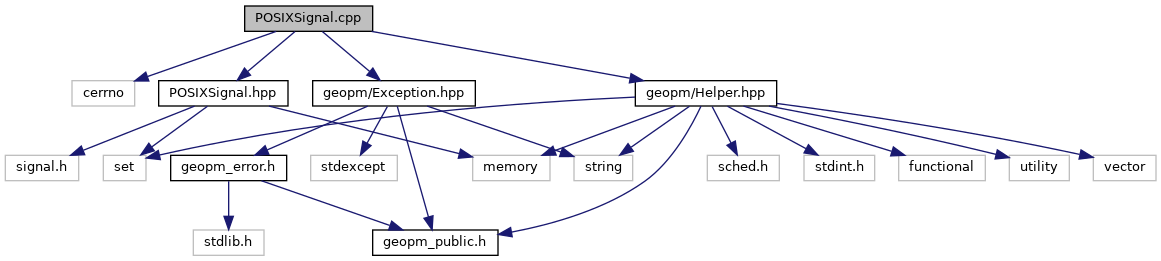 POSIXSignal.cpp
cerrno
POSIXSignal.hpp
geopm/Exception.hpp
geopm/Helper.hpp
signal.h
set
geopm_error.h
stdexcept
memory
string
sched.h
stdint.h
functional
utility
vector
stdlib.h
geopm_public.h